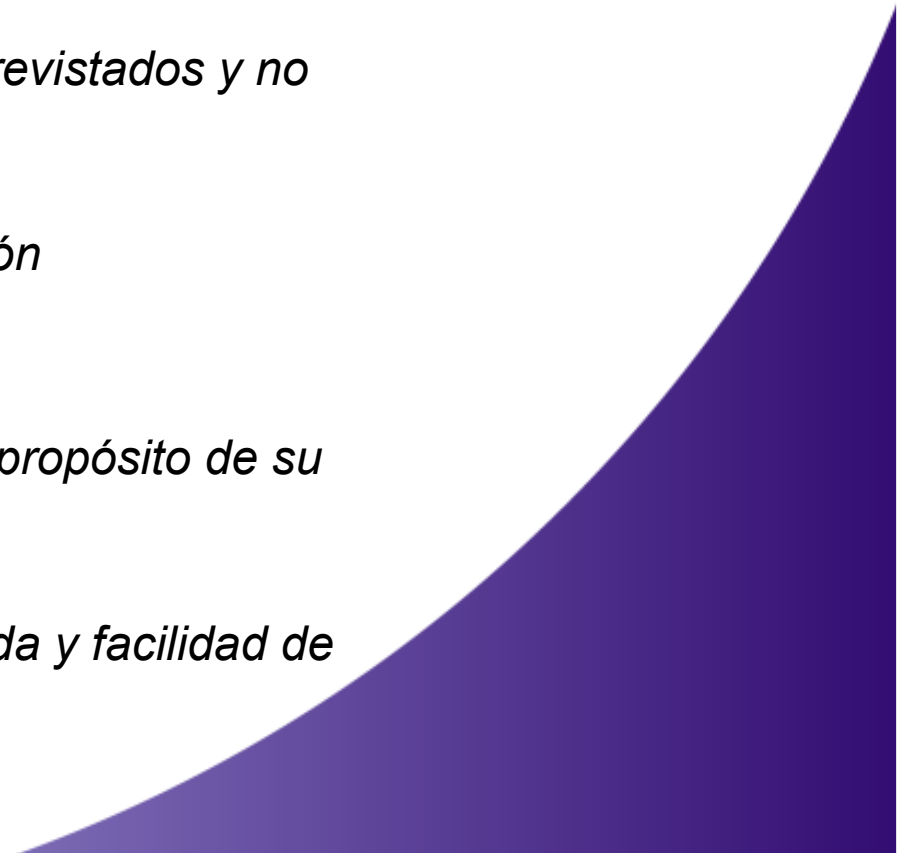 revistados y no
ón
propósito de su
da y facilidad de